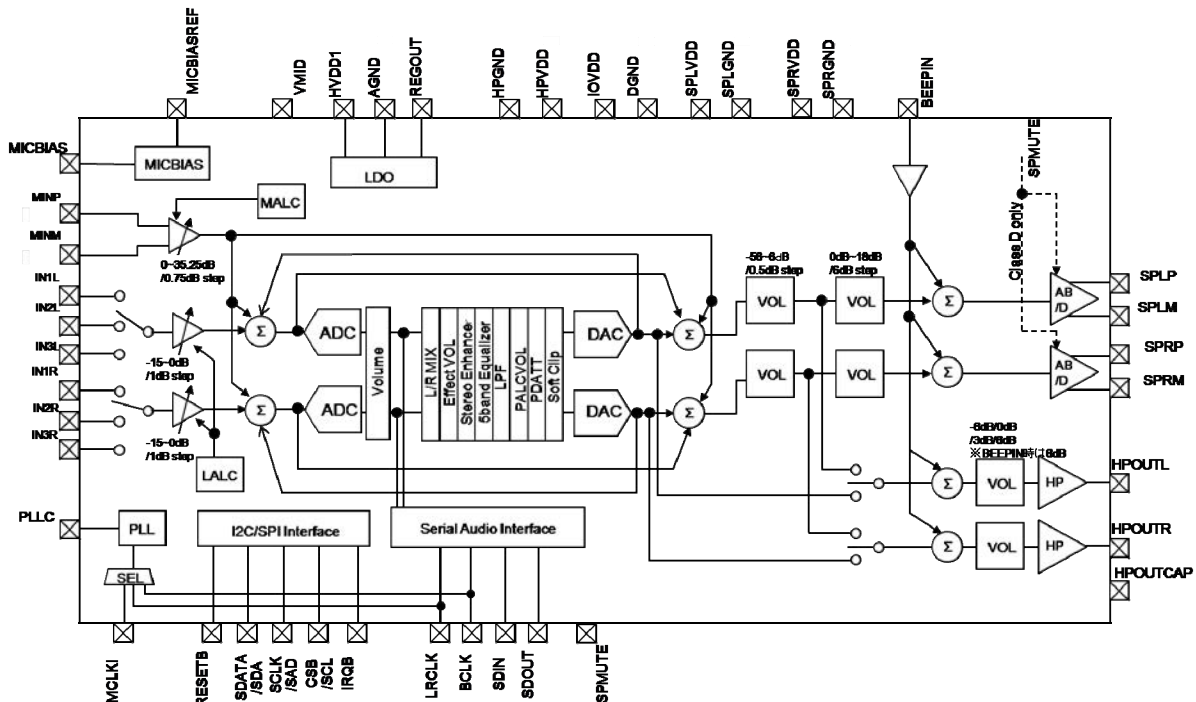 MICBIASREF
VMID
HVDD1
AGND
REGOUT
HPGND
HPVDD
IOVDD
DGND
SPLVDD
SPLGND
SPRVDD
SPRGND
BEEPIN
MICBIAS
MICBIAS
LDO
SPMUTE
Class D only
MINP
MINM
MALC
0~35.25dB
/0.75dB step
IN1L
IN2L
IN3L
IN1R
IN2R
IN3R
-15~0dB
/1dB step
-15~0dB
/1dB step
LALC
Σ
Σ
ADC
ADC
Volume
L/R MIX
Effect VOL
Stereo Enhancer
5band Equalizer
LPF
PALCVOL
PDATT
Soft Clip
DAC
DAC
Σ
Σ
-56~6dB
/0.5dB step
0dB~18dB
/6dB step
VOL
VOL
VOL
VOL
Σ
Σ
AB
/D
AB
/D
SPLP
SPLM
SPRP
SPRM
-6dB/0dB
/3dB/6dB
※BEEPIN時は6dB
Σ
VOL
HP
HPOUTL
Σ
VOL
HP
HPOUTR
HPOUTCAP
PLLC
PLL
SEL
I2C/SPI Interface
Serial Audio Interface
MCLKI
RESETB
SDATA
/SDA
SCLK
/SAD
CSB
/SCL
IRQB
LRCLK
BCLK
SDIN
SDOUT
SPMUTE